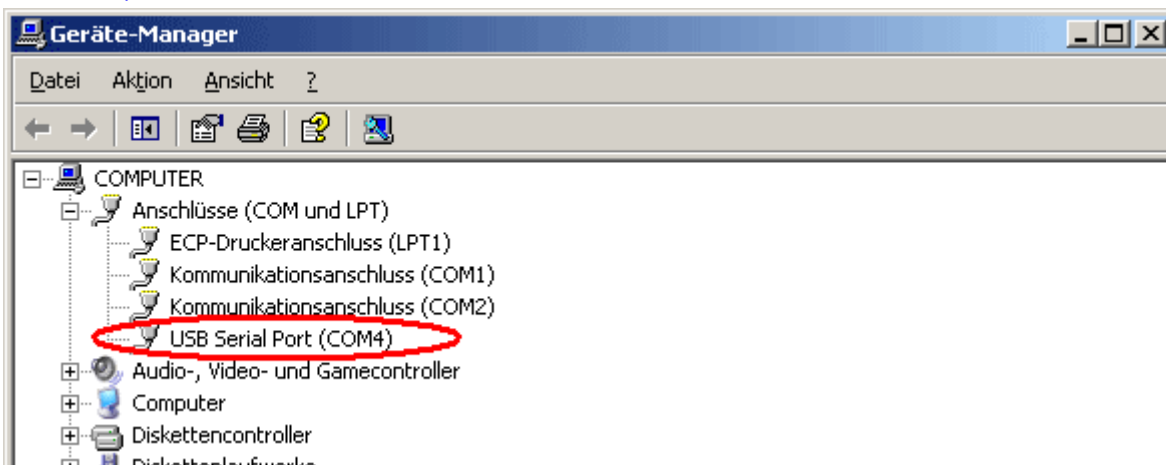 Geräte-Manager
Datei Aktion Ansicht ?
COMPUTER
Anschlüsse (COM und LPT)
ECP-Druckeranschluss (LPT1)
Kommunikationsanschluss (COM1)
Kommunikationsanschluss (COM2)
USB Serial Port (COM4)
Audio-, Video- und Gamecontroller
Computer
Diskettencontroller
Diskettenlaufwerke